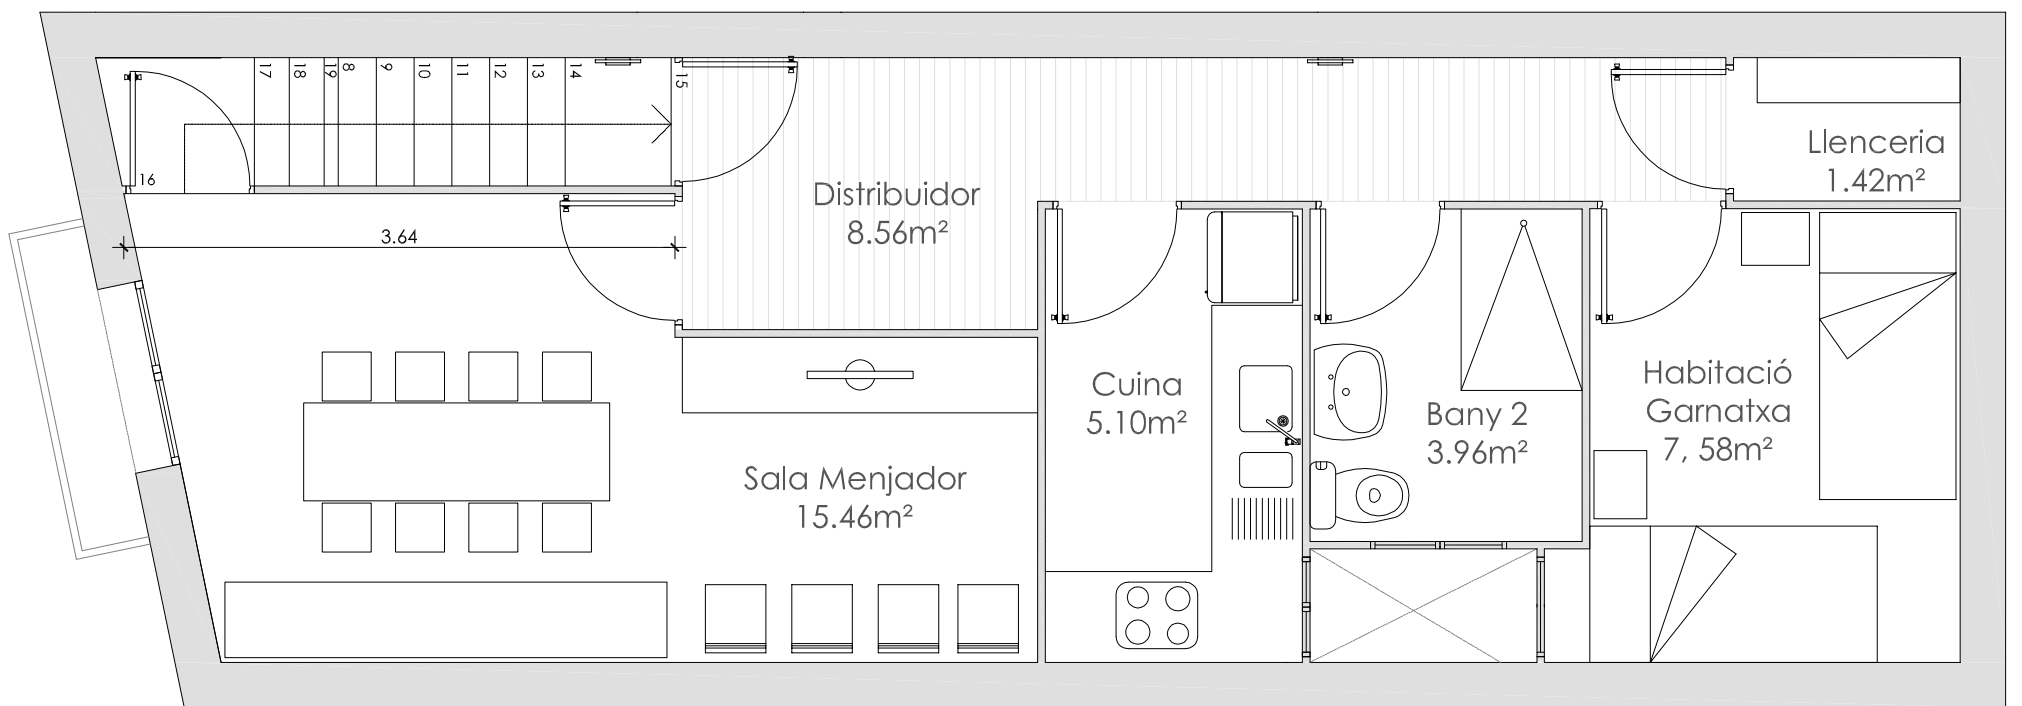 17
18
19
8
9
10
11
12
13
14
15
16
3.64
Distribuidor
8.56m²
Llenceria
1.42m²
Cuina
5.10m²
Bany 2
3.96m²
Habitació
Garnatxa
7, 58m²
Sala Menjador
15.46m²